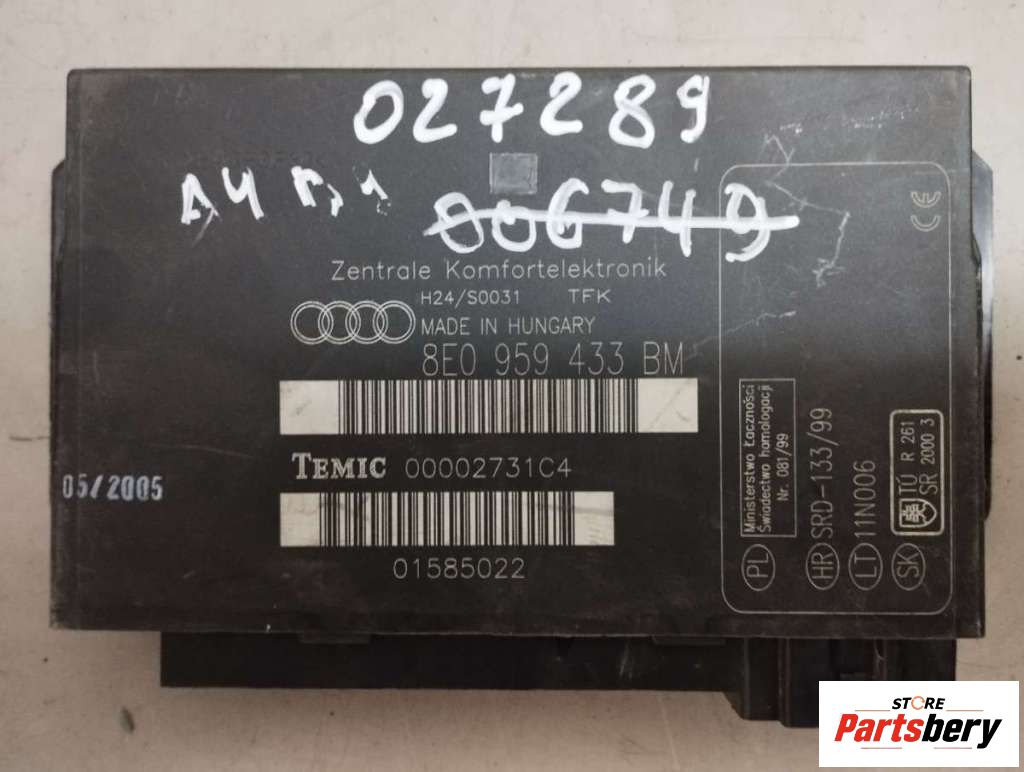 027289
A4
006749
Zentrale Komfortelektronik
H24/S0031 TFK
MADE IN HUNGARY
8E0 959 433 BM
TEMIC 00002731C4
01585022
05/2005
CE
PL Ministerstwo Łączności
Świadectwo homologacji
Nr. 081/99
HR SRD-133/99
LT 11N006
SK TÚ R 261
SR 2000 3
STORE
Partsbery